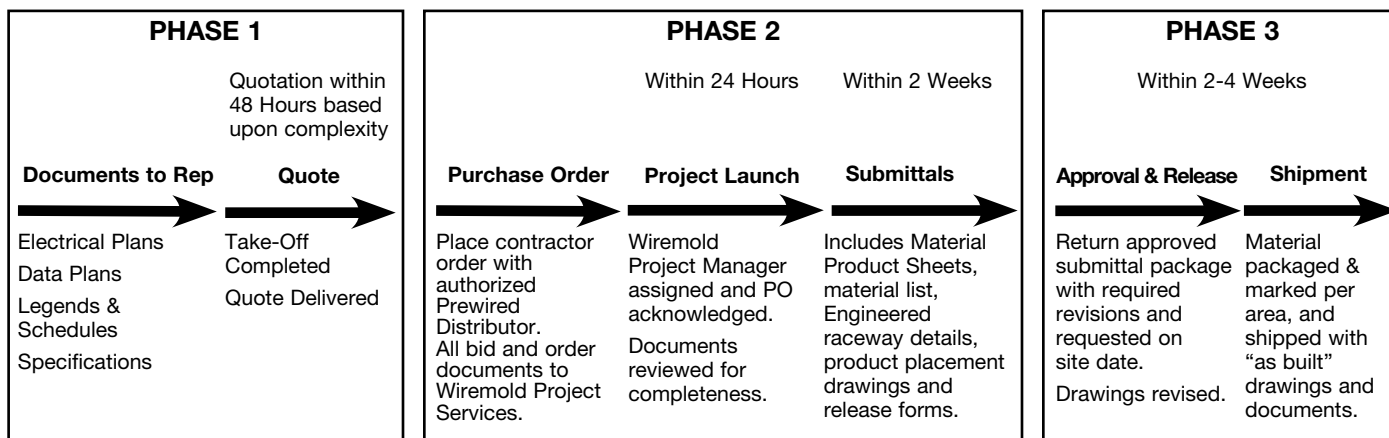 PHASE 1
Quotation within
48 Hours based
upon complexity
Documents to Rep
Electrical Plans
Data Plans
Legends &
Schedules
Specifications
Quote
Take-Off
Completed
Quote Delivered
PHASE 2
Purchase Order
Place contractor
order with
authorized
Prewired
Distributor.
All bid and order
documents to
Wiremold Project
Services.
Within 24 Hours
Project Launch
Wiremold
Project Manager
assigned and PO
acknowledged.
Documents
reviewed for
completeness.
Within 2 Weeks
Submittals
Includes Material
Product Sheets,
material list,
Engineered
raceway details,
product placement
drawings and
release forms.
PHASE 3
Within 2-4 Weeks
Approval & Release
Return approved
submittal package
with required
revisions and
requested on
site date.
Drawings revised.
Shipment
Material
packaged &
marked per
area, and
shipped with
“as built”
drawings and
documents.